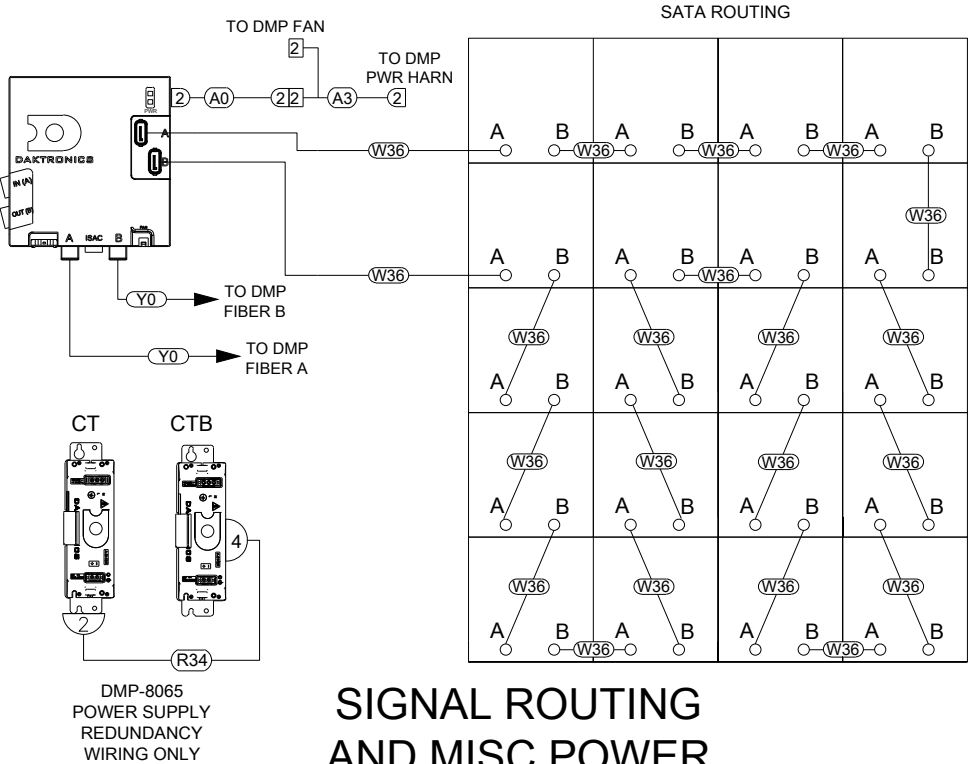 SATA ROUTING
TO DMP FAN
2
TO DMP
PWR HARN
2 A0 2 2 A3 2
PWR
A
B
DAKTRONICS
IN (A)
OUT (B)
A ISAC B
Y0 TO DMP
FIBER B
Y0 TO DMP
FIBER A
W36 A B W36 A B W36 A B W36 A B
W36
W36 A B A B W36 A B A B
W36 W36 W36 W36
A B A B A B A B
W36 W36 W36 W36
A B A B A B A B
W36 W36 W36 W36
A B W36 A B A B W36 A B
CT CTB
4
2
R34
DMP-8065
POWER SUPPLY
REDUNDANCY
WIRING ONLY
SIGNAL ROUTING
AND MISC POWER